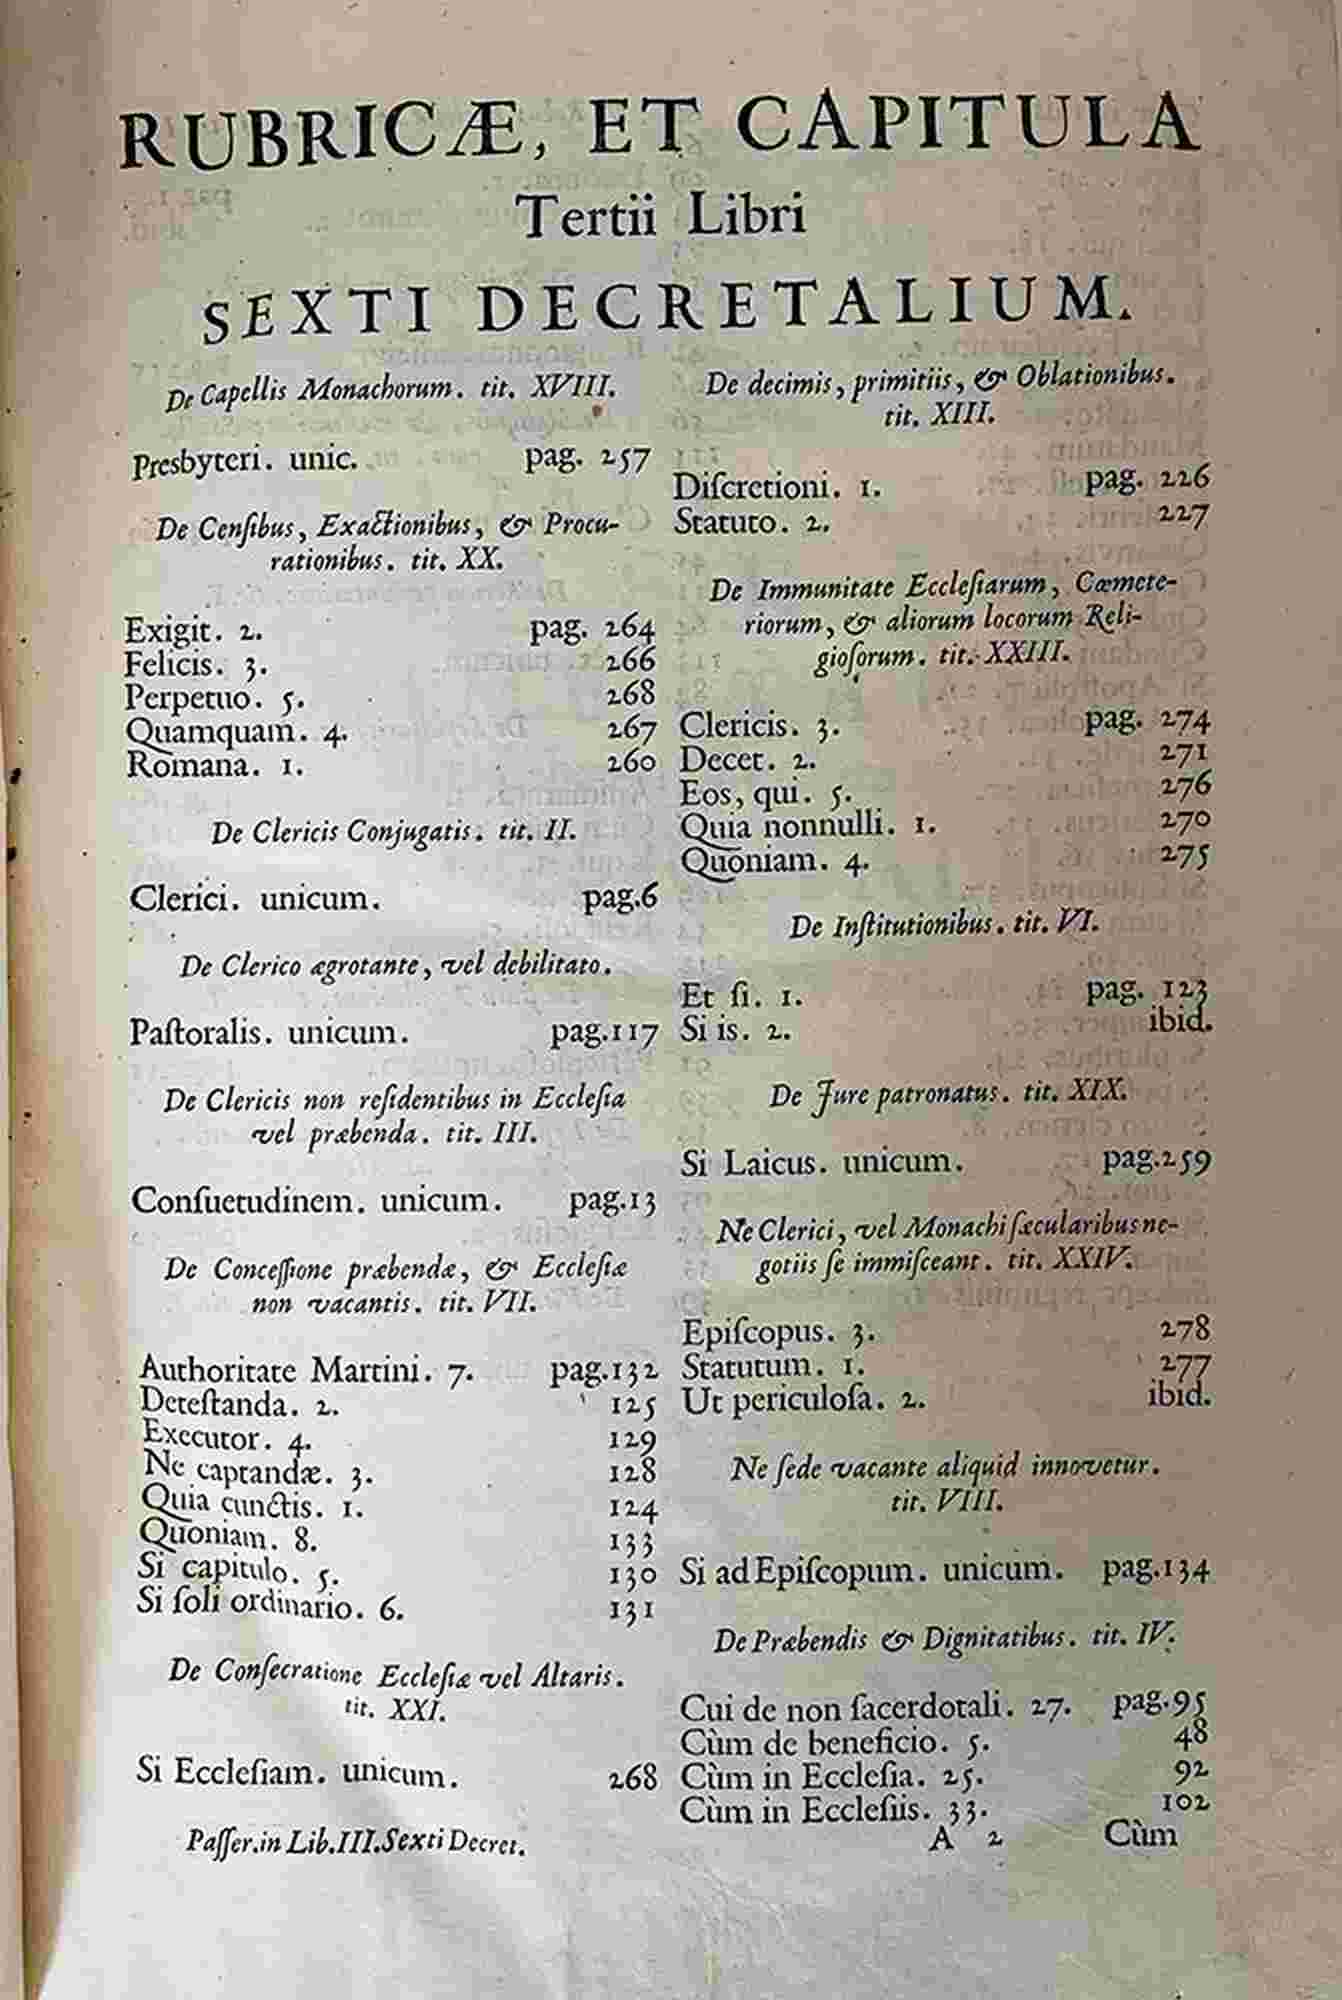 RUBRICÆ, ET CAPITULA
Tertii Libri
SEXTI DECRETALIUM.
De Capellis Monachorum. tit. XVIII.
Presbyteri. unic. pag. 257
De Cenſibus, Exactionibus, & Procu-
rationibus. tit. XX.
Exigit. 2. pag. 264
Felicis. 3. 266
Perpetuo. 5. 268
Quamquam. 4. 267
Romana. 1. 260
De Clericis Conjugatis. tit. II.
Clerici. unicum. pag.6
De Clerico ægrotante, vel debilitato.
Paſtoralis. unicum. pag.117
De Clericis non reſidentibus in Eccleſia
vel præbenda. tit. III.
Conſuetudinem. unicum. pag.13
De Conceſſione præbendæ, & Eccleſiæ
non vacantis. tit. VII.
Authoritate Martini. 7. pag.132
Deteſtanda. 2. 125
Executor. 4. 129
Ne captandæ. 3. 128
Quia cunctis. 1. 124
Quoniam. 8. 133
Si capitulo. 5. 130
Si ſoli ordinario. 6. 131
De Conſecratione Eccleſiæ vel Altaris.
tit. XXI.
Si Eccleſiam. unicum. 268
Paſſer.in Lib.III.Sexti Decret.
De decimis, primitiis, & Oblationibus.
tit. XIII.
Diſcretioni. 1. pag. 226
Statuto. 2. 227
De Immunitate Eccleſiarum, Cœmete-
riorum, & aliorum locorum Reli-
gioſorum. tit. XXIII.
Clericis. 3. pag. 274
Decet. 2. 271
Eos, qui. 5. 276
Quia nonnulli. 1. 270
Quoniam. 4. 275
De Inſtitutionibus. tit. VI.
Et ſi. 1. pag. 123
Si is. 2. ibid.
De Jure patronatus. tit. XIX.
Si Laicus. unicum. pag.259
Ne Clerici, vel Monachi ſæcularibus ne-
gotiis ſe immiſceant. tit. XXIV.
Epiſcopus. 3. 278
Statutum. 1. 277
Ut periculoſa. 2. ibid.
Ne ſede vacante aliquid innovetur.
tit. VIII.
Si ad Epiſcopum. unicum. pag.134
De Præbendis & Dignitatibus. tit. IV.
Cui de non ſacerdotali. 27. pag.95
Cùm de beneficio. 5. 48
Cùm in Eccleſia. 25. 92
Cùm in Eccleſiis. 33. 102
A 2 Cùm